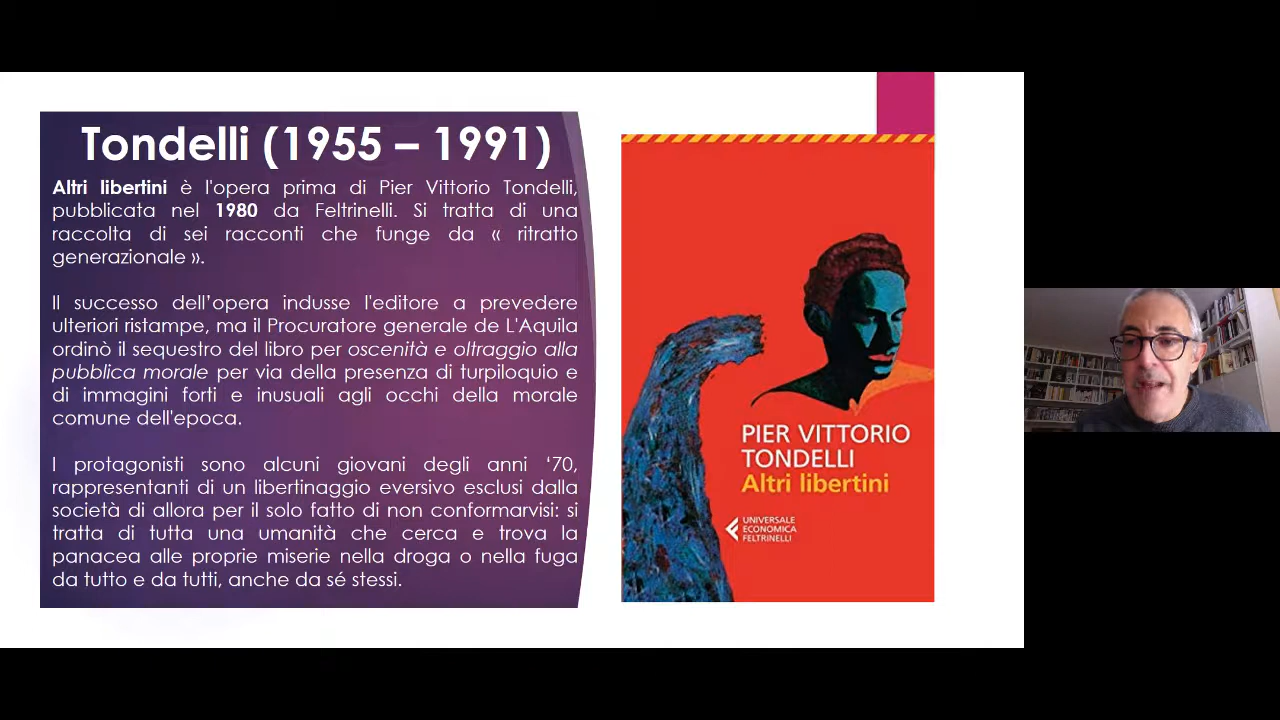 Tondelli (1955 – 1991)
Altri libertini è l'opera prima di Pier Vittorio Tondelli,
pubblicata nel 1980 da Feltrinelli. Si tratta di una
raccolta di sei racconti che funge da « ritratto
generazionale ».
Il successo dell’opera indusse l'editore a prevedere
ulteriori ristampe, ma il Procuratore generale de L'Aquila
ordinò il sequestro del libro per oscenità e oltraggio alla
pubblica morale per via della presenza di turpiloquio e
di immagini forti e inusuali agli occhi della morale
comune dell'epoca.
I protagonisti sono alcuni giovani degli anni ‘70,
rappresentanti di un libertinaggio eversivo esclusi dalla
società di allora per il solo fatto di non conformarvisi: si
tratta di tutta una umanità che cerca e trova la
panacea alle proprie miserie nella droga o nella fuga
da tutto e da tutti, anche da sé stessi.
PIER VITTORIO
TONDELLI
Altri libertini
UNIVERSALE
ECONOMICA
FELTRINELLI